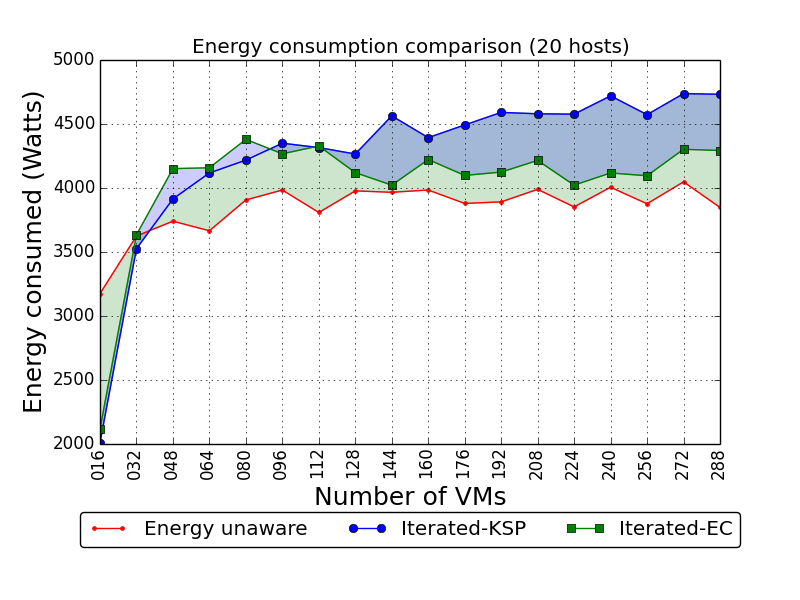 Energy consumption comparison (20 hosts)
Energy consumed (Watts)
5000
4500
4000
3500
3000
2500
2000
016 032 048 064 080 096 112 128 144 160 176 192 208 224 240 256 272 288
Number of VMs
Energy unaware Iterated-KSP Iterated-EC